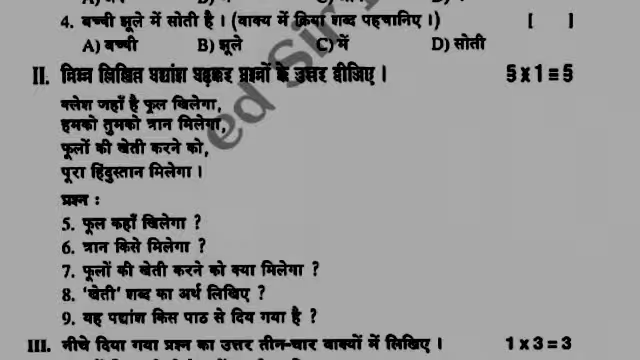 4. बच्ची झूले में सोती है । (वाक्य में क्रिया शब्द पहचानिए ।) [ ]
A) बच्ची B) झूले C) में D) सोती
II. निम्न लिखित पद्यांश पढ़कर प्रश्नों के उत्तर दीजिए । 5 x 1 = 5
क्लेश जहाँ है फूल खिलेगा,
हमको तुमको त्रान मिलेगा,
फूलों की खेती करने को,
पूरा हिंदुस्तान मिलेगा ।
प्रश्न :
5. फूल कहाँ खिलेगा ?
6. त्रान किसे मिलेगा ?
7. फूलों की खेती करने को क्या मिलेगा ?
8. 'खेती' शब्द का अर्थ लिखिए ?
9. यह पद्यांश किस पाठ से दिय गया है ?
III. नीचे दिया गया प्रश्न का उत्तर तीन-चार वाक्यों में लिखिए । 1 x 3 = 3